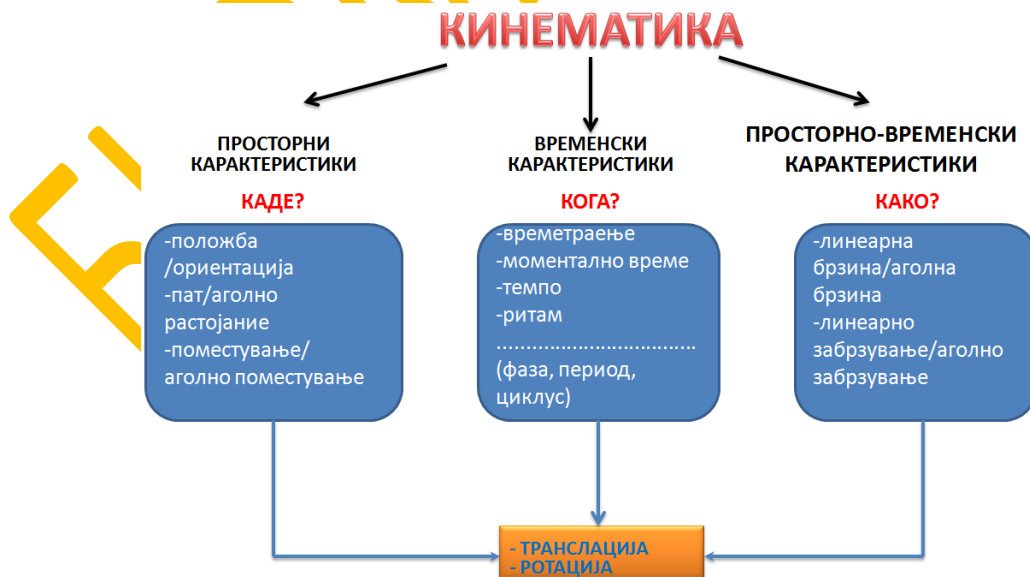 КИНЕМАТИКА
ПРОСТОРНИ
КАРАКТЕРИСТИКИ
КАДЕ?
-положба
/ориентација
-пат/аголно
растојание
-поместување/
аголно поместување
ВРЕМЕНСКИ
КАРАКТЕРИСТИКИ
КОГА?
-времетраење
-моментално време
-темпо
-ритам
.................................
(фаза, период,
циклус)
ПРОСТОРНО-ВРЕМЕНСКИ
КАРАКТЕРИСТИКИ
КАКО?
-линеарна
брзина/аголна
брзина
-линеарно
забрзување/аголно
забрзување
- ТРАНСЛАЦИЈА
- РОТАЦИЈА